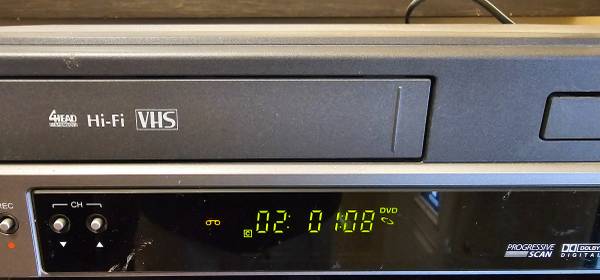 4HEAD Hi-Fi VHS
REC
CH
02: 01:08 DVD
PROGRESSIVE
SCAN
DOLBY
DIGITAL